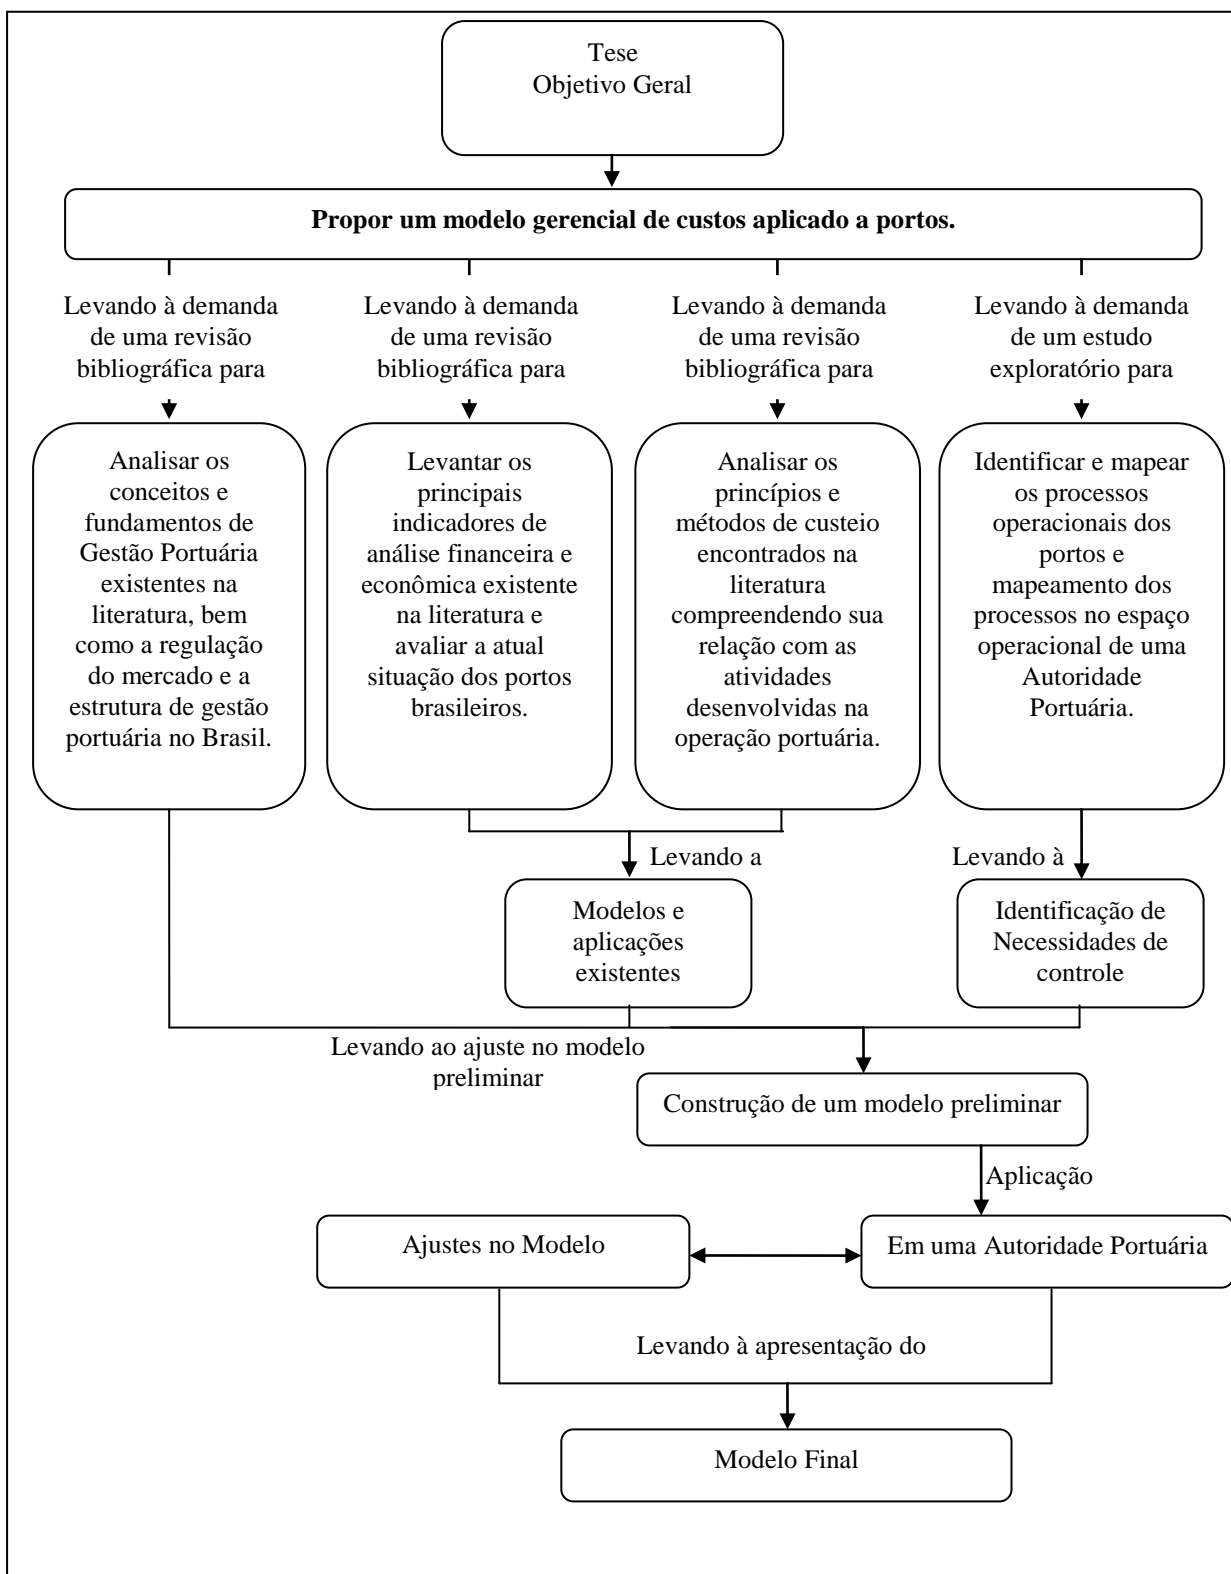 Tese
Objetivo Geral
Propor um modelo gerencial de custos aplicado a portos.
Levando à demanda
de uma revisão
bibliográfica para
Levando à demanda
de uma revisão
bibliográfica para
Levando à demanda
de uma revisão
bibliográfica para
Levando à demanda
de um estudo
exploratório para
Analisar os
conceitos e
fundamentos de
Gestão Portuária
existentes na
literatura, bem
como a regulação
do mercado e a
estrutura de gestão
portuária no Brasil.
Levantar os
principais
indicadores de
análise financeira e
econômica existente
na literatura e
avaliar a atual
situação dos portos
brasileiros.
Analisar os
princípios e
métodos de custeio
encontrados na
literatura
compreendendo sua
relação com as
atividades
desenvolvidas na
operação portuária.
Identificar e mapear
os processos
operacionais dos
portos e
mapeamento dos
processos no espaço
operacional de uma
Autoridade
Portuária.
Levando a
Levando à
Modelos e
aplicações
existentes
Identificação de
Necessidades de
controle
Levando ao ajuste no modelo
preliminar
Construção de um modelo preliminar
Aplicação
Ajustes no Modelo
Em uma Autoridade Portuária
Levando à apresentação do
Modelo Final